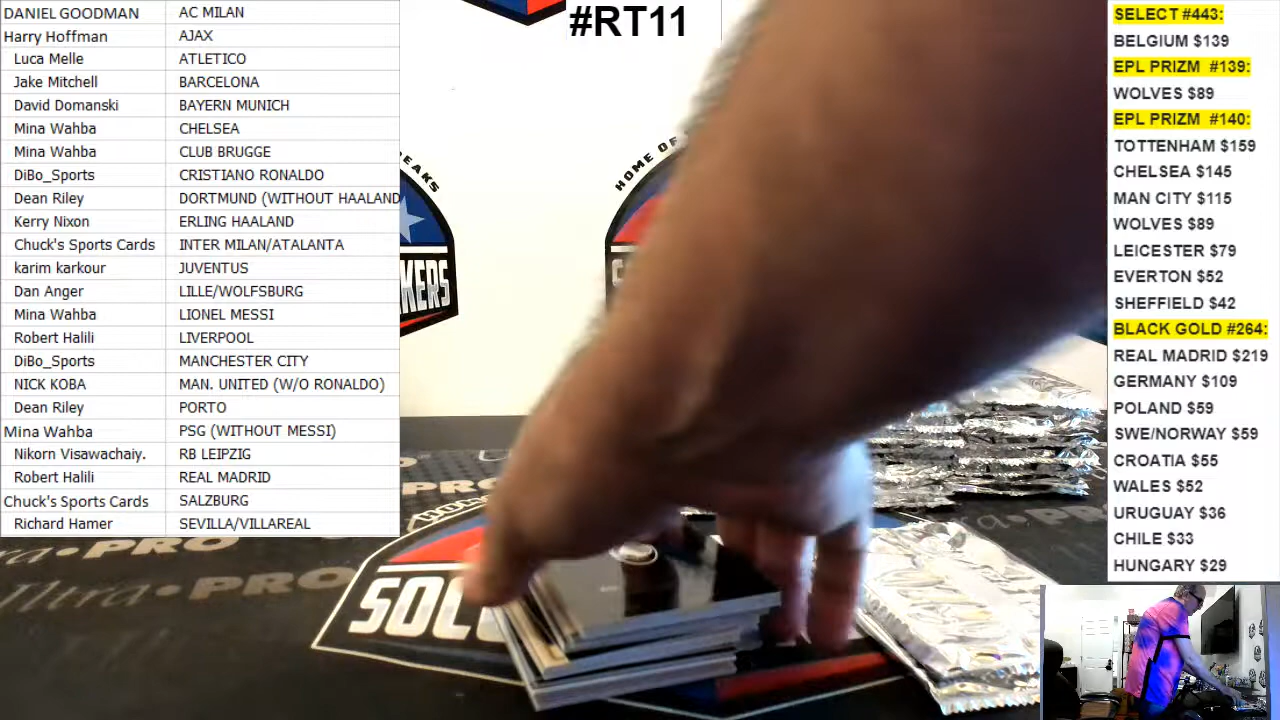 DANIEL GOODMAN AC MILAN
Harry Hoffman AJAX
Luca Melle ATLETICO
Jake Mitchell BARCELONA
David Domanski BAYERN MUNICH
Mina Wahba CHELSEA
Mina Wahba CLUB BRUGGE
DiBo_Sports CRISTIANO RONALDO
Dean Riley DORTMUND (WITHOUT HAALAND
Kerry Nixon ERLING HAALAND
Chuck's Sports Cards INTER MILAN/ATALANTA
karim karkour JUVENTUS
Dan Anger LILLE/WOLFSBURG
Mina Wahba LIONEL MESSI
Robert Halili LIVERPOOL
DiBo_Sports MANCHESTER CITY
NICK KOBA MAN. UNITED (W/O RONALDO)
Dean Riley PORTO
Mina Wahba PSG (WITHOUT MESSI)
Nikorn Visawachaiy. RB LEIPZIG
Robert Halili REAL MADRID
Chuck's Sports Cards SALZBURG
Richard Hamer SEVILLA/VILLAREAL
#RT11
HOME OF
PRO
Ultra•PRO
SELECT #443:
BELGIUM $139
EPL PRIZM #139:
WOLVES $89
EPL PRIZM #140:
TOTTENHAM $159
CHELSEA $145
MAN CITY $115
WOLVES $89
LEICESTER $79
EVERTON $52
SHEFFIELD $42
BLACK GOLD #264:
REAL MADRID $219
GERMANY $109
POLAND $59
SWE/NORWAY $59
CROATIA $55
WALES $52
URUGUAY $36
CHILE $33
HUNGARY $29